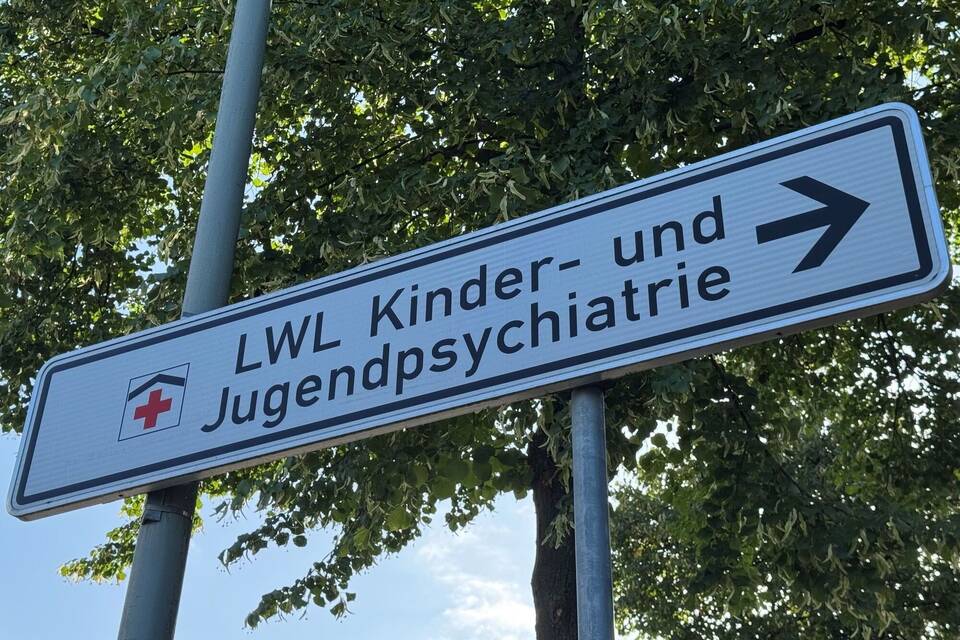 LWL Kinder- und
Jugendpsychiatrie